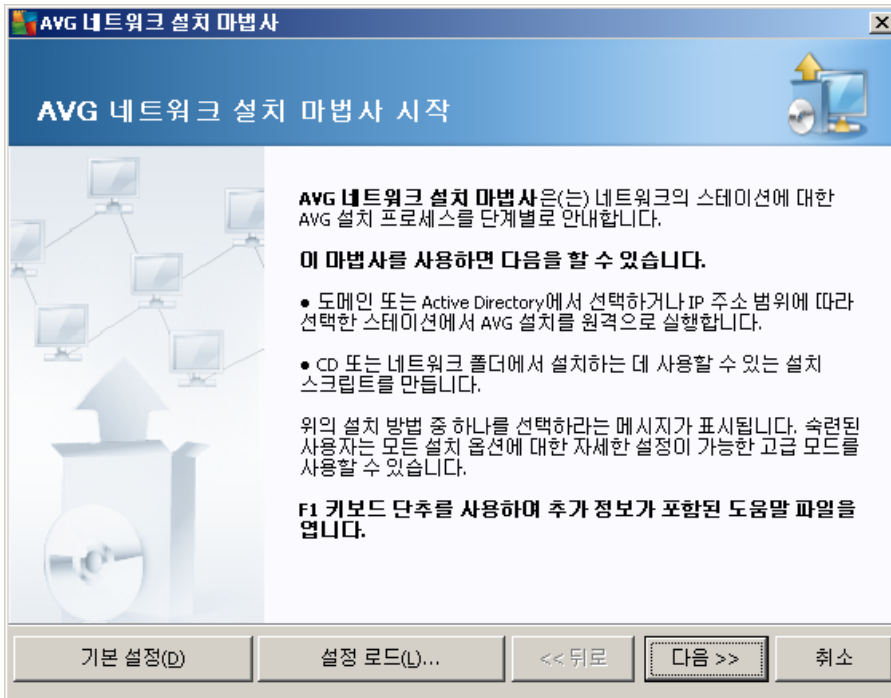 AVG 네트워크 설치 마법사
AVG 네트워크 설치 마법사 시작
AVG 네트워크 설치 마법사은(는) 네트워크의 스테이션에 대한
AVG 설치 프로세스를 단계별로 안내합니다.
이 마법사를 사용하면 다음을 할 수 있습니다.
● 도메인 또는 Active Directory에서 선택하거나 IP 주소 범위에 따라
선택한 스테이션에서 AVG 설치를 원격으로 실행합니다.
● CD 또는 네트워크 폴더에서 설치하는 데 사용할 수 있는 설치
스크립트를 만듭니다.
위의 설치 방법 중 하나를 선택하라는 메시지가 표시됩니다. 숙련된
사용자는 모든 설치 옵션에 대한 자세한 설정이 가능한 고급 모드를
사용할 수 있습니다.
F1 키보드 단추를 사용하여 추가 정보가 포함된 도움말 파일을
엽니다.
기본 설정(D)
설정 로드(L)...
<< 뒤로
다음 >>
취소